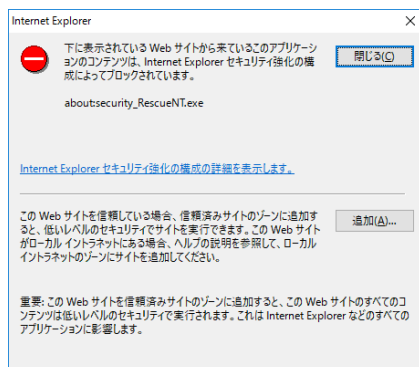 Internet Explorer
下に表示されている Web サイトから来ているこのアプリケーシ
ョンのコンテンツは、Internet Explorer セキュリティ強化の構
成によってブロックされています。
閉じる(C)
about:security_RescueNT.exe
Internet Explorer セキュリティ強化の構成の詳細を表示します。
この Web サイトを信頼している場合、信頼済みサイトのゾーンに追加す
ると、低いレベルのセキュリティでサイトを実行できます。この Web サイト
がローカル イントラネットにある場合、ヘルプの説明を参照して、ローカル
イントラネットのゾーンにサイトを追加してください。
追加(A)...
重要: この Web サイトを信頼済みサイトのゾーンに追加すると、この Web サイトのすべてのコ
ンテンツは低いレベルのセキュリティで実行されます。これは Internet Explorer などのすべての
アプリケーションに影響します。